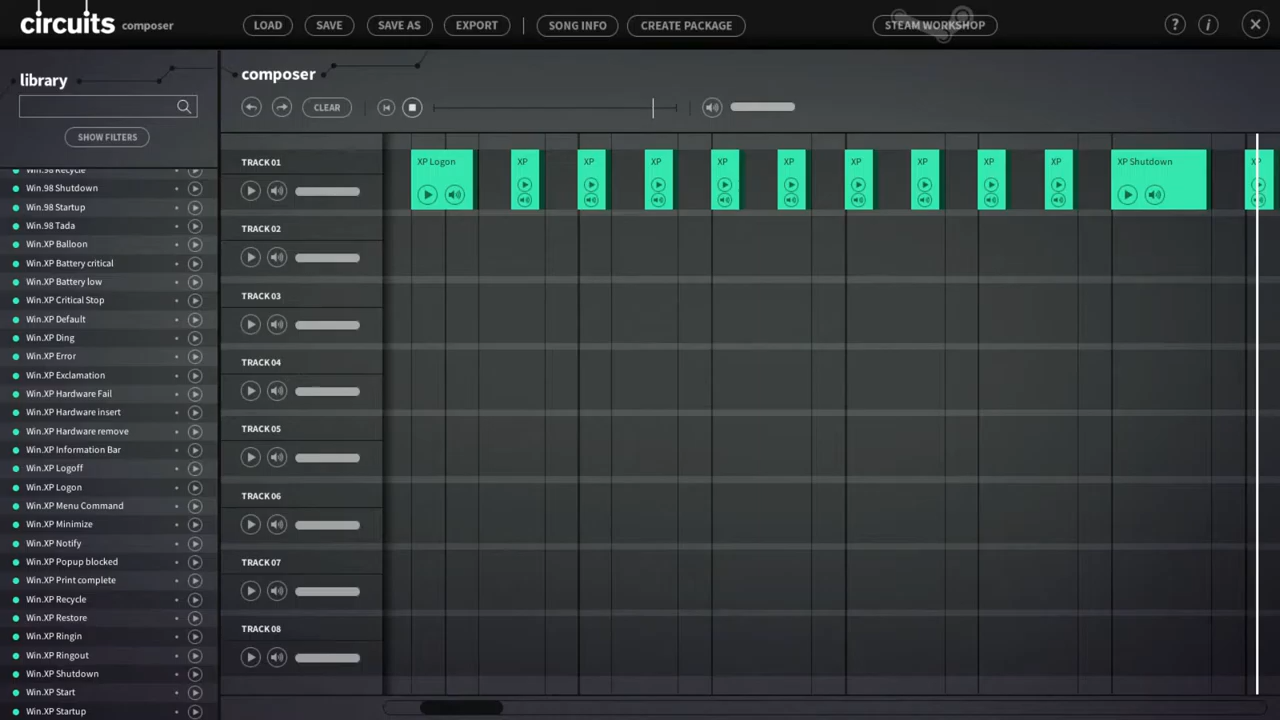 circuits composer
LOAD
SAVE
SAVE AS
EXPORT
SONG INFO
CREATE PACKAGE
STEAM WORKSHOP
?
i
library
SHOW FILTERS
Win.98 Recycle
Win.98 Shutdown
Win.98 Startup
Win.98 Tada
Win.XP Balloon
Win.XP Battery critical
Win.XP Battery low
Win.XP Critical Stop
Win.XP Default
Win.XP Ding
Win.XP Error
Win.XP Exclamation
Win.XP Hardware Fail
Win.XP Hardware insert
Win.XP Hardware remove
Win.XP Information Bar
Win.XP Logoff
Win.XP Logon
Win.XP Menu Command
Win.XP Minimize
Win.XP Notify
Win.XP Popup blocked
Win.XP Print complete
Win.XP Recycle
Win.XP Restore
Win.XP Ringin
Win.XP Ringout
Win.XP Shutdown
Win.XP Start
Win.XP Startup
composer
CLEAR
TRACK 01
XP Logon
XP
XP
XP
XP
XP
XP
XP
XP
XP
XP Shutdown
XP
TRACK 02
TRACK 03
TRACK 04
TRACK 05
TRACK 06
TRACK 07
TRACK 08